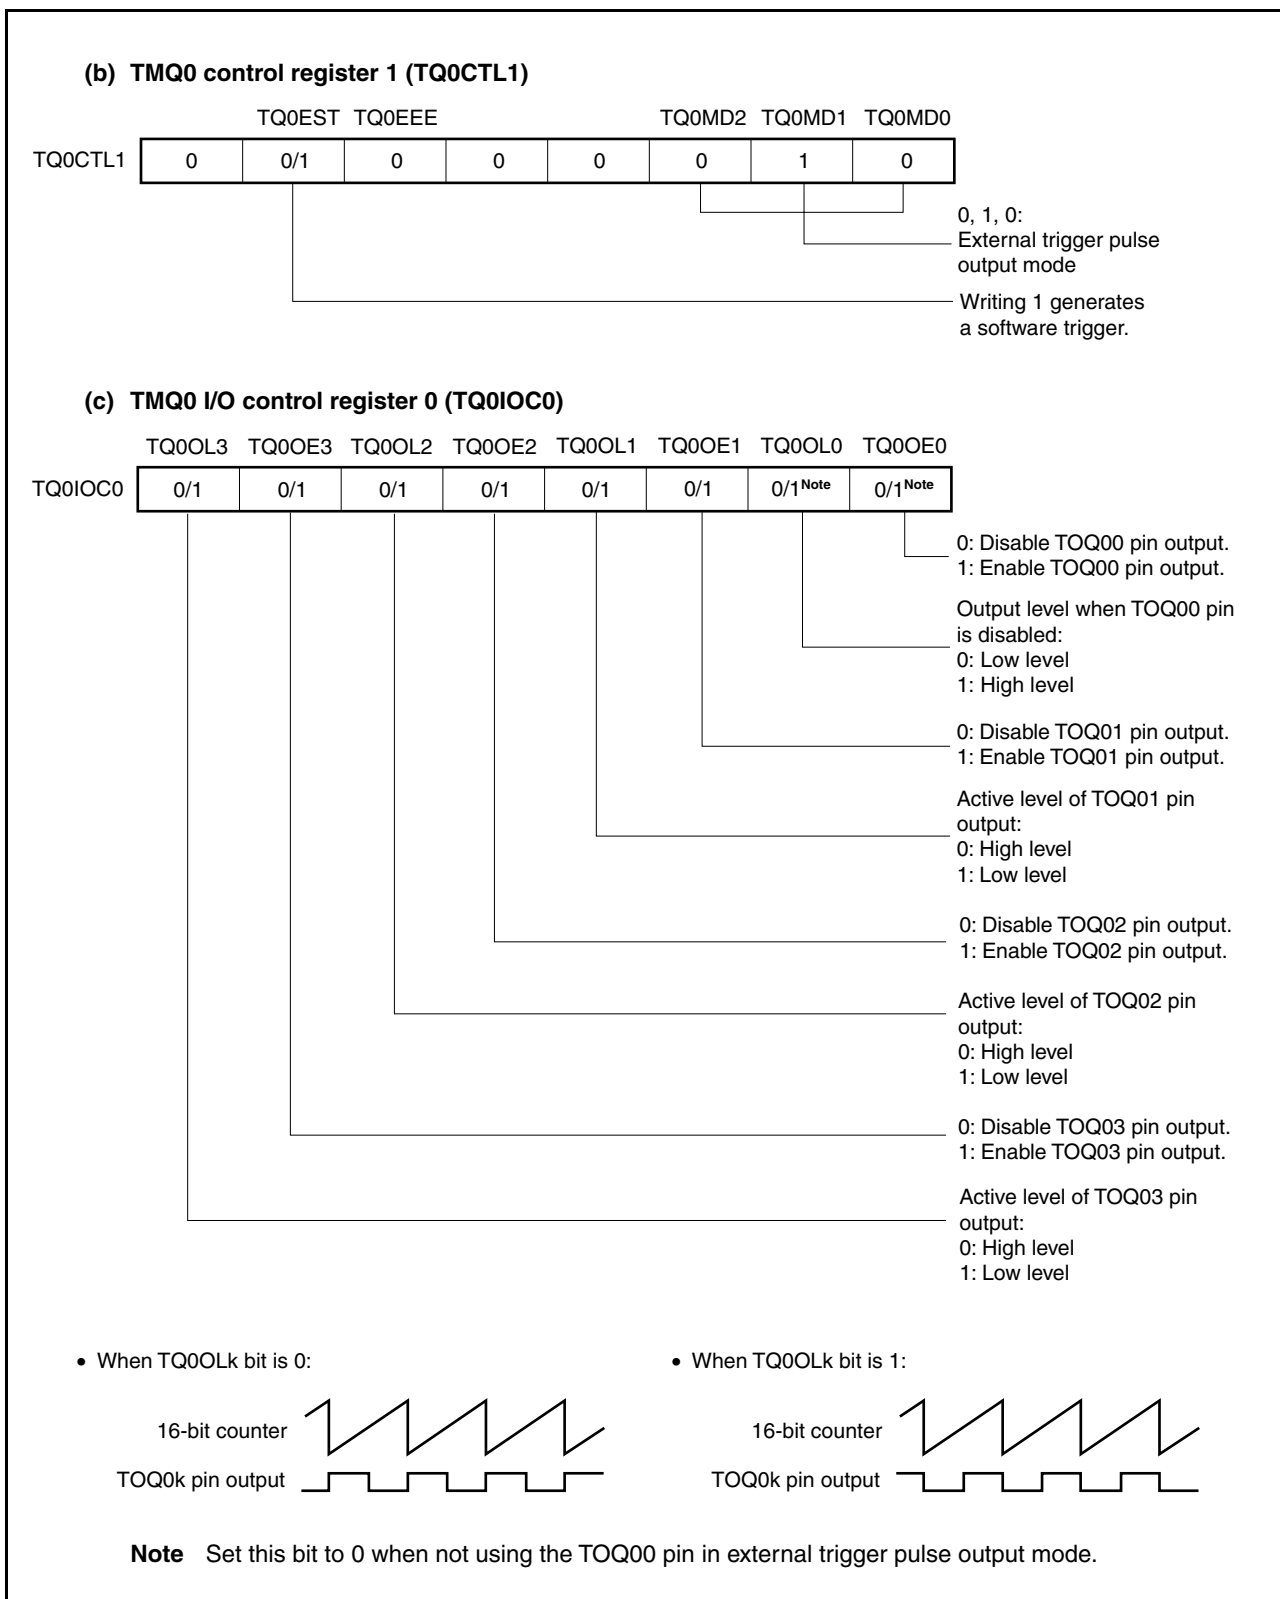 (b) TMQ0 control register 1 (TQ0CTL1)
TQ0EST TQ0EEE TQ0MD2 TQ0MD1 TQ0MD0
TQ0CTL1 0 0/1 0 0 0 0 1 0
0, 1, 0:
External trigger pulse
output mode
Writing 1 generates
a software trigger.
(c) TMQ0 I/O control register 0 (TQ0IOC0)
TQ0OL3 TQ0OE3 TQ0OL2 TQ0OE2 TQ0OL1 TQ0OE1 TQ0OL0 TQ0OE0
TQ0IOC0 0/1 0/1 0/1 0/1 0/1 0/1 0/1Note 0/1Note
0: Disable TOQ00 pin output.
1: Enable TOQ00 pin output.
Output level when TOQ00 pin
is disabled:
0: Low level
1: High level
0: Disable TOQ01 pin output.
1: Enable TOQ01 pin output.
Active level of TOQ01 pin
output:
0: High level
1: Low level
0: Disable TOQ02 pin output.
1: Enable TOQ02 pin output.
Active level of TOQ02 pin
output:
0: High level
1: Low level
0: Disable TOQ03 pin output.
1: Enable TOQ03 pin output.
Active level of TOQ03 pin
output:
0: High level
1: Low level
• When TQ0OLk bit is 0:
16-bit counter
TOQ0k pin output
• When TQ0OLk bit is 1:
16-bit counter
TOQ0k pin output
Note Set this bit to 0 when not using the TOQ00 pin in external trigger pulse output mode.